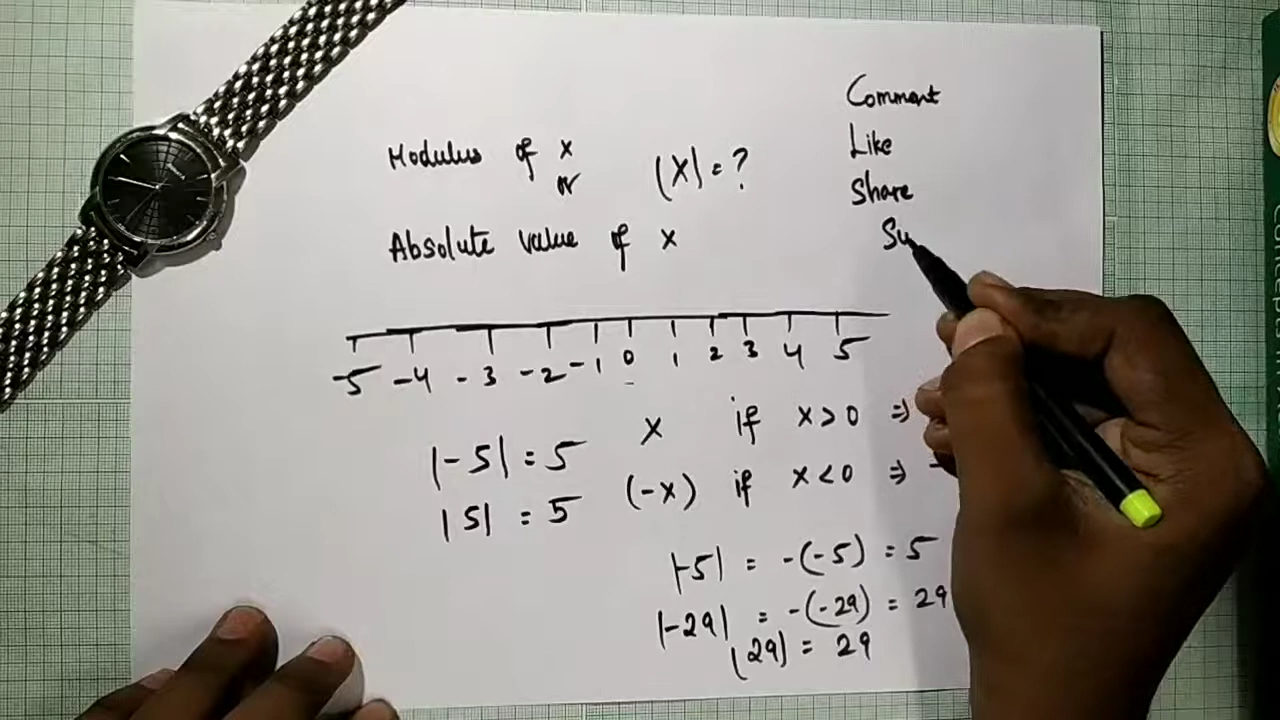 Comment
Like
Share
Su
Modulus of x
or
|x| = ?
Absolute value of x
-5 -4 -3 -2 -1 0 1 2 3 4 5
|-5| = 5
|5| = 5
x if x > 0 ⇒
(-x) if x < 0 ⇒ -
|-5| = -(-5) = 5
|-29| = -(-29) = 29
|29| = 29